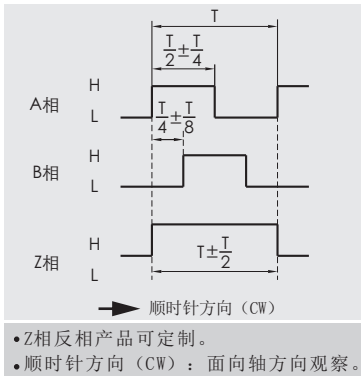 T
T/2±T/4
A相
H
L
T/4±T/8
B相
H
L
Z相
H
L
T±T/2
顺时针方向（CW）
•Z相反相产品可定制。
•顺时针方向（CW）：面向轴方向观察。